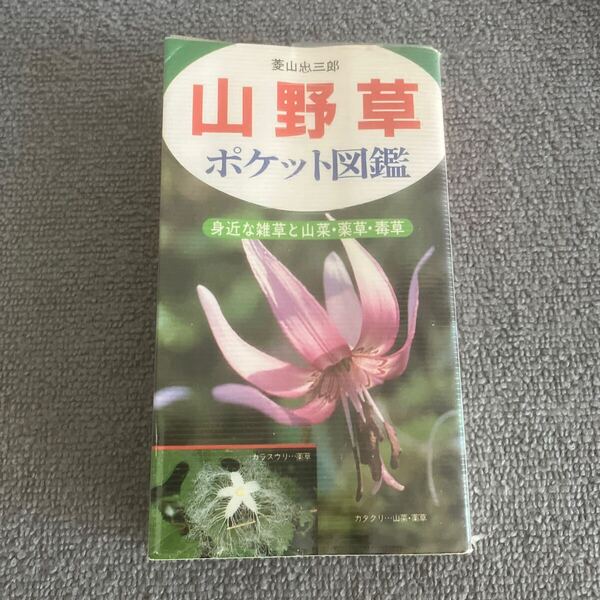 菱山忠三郎
山野草
ポケット図鑑
身近な雑草と山菜・薬草・毒草
カラスウリ…薬草
カタクリ…山菜・薬草